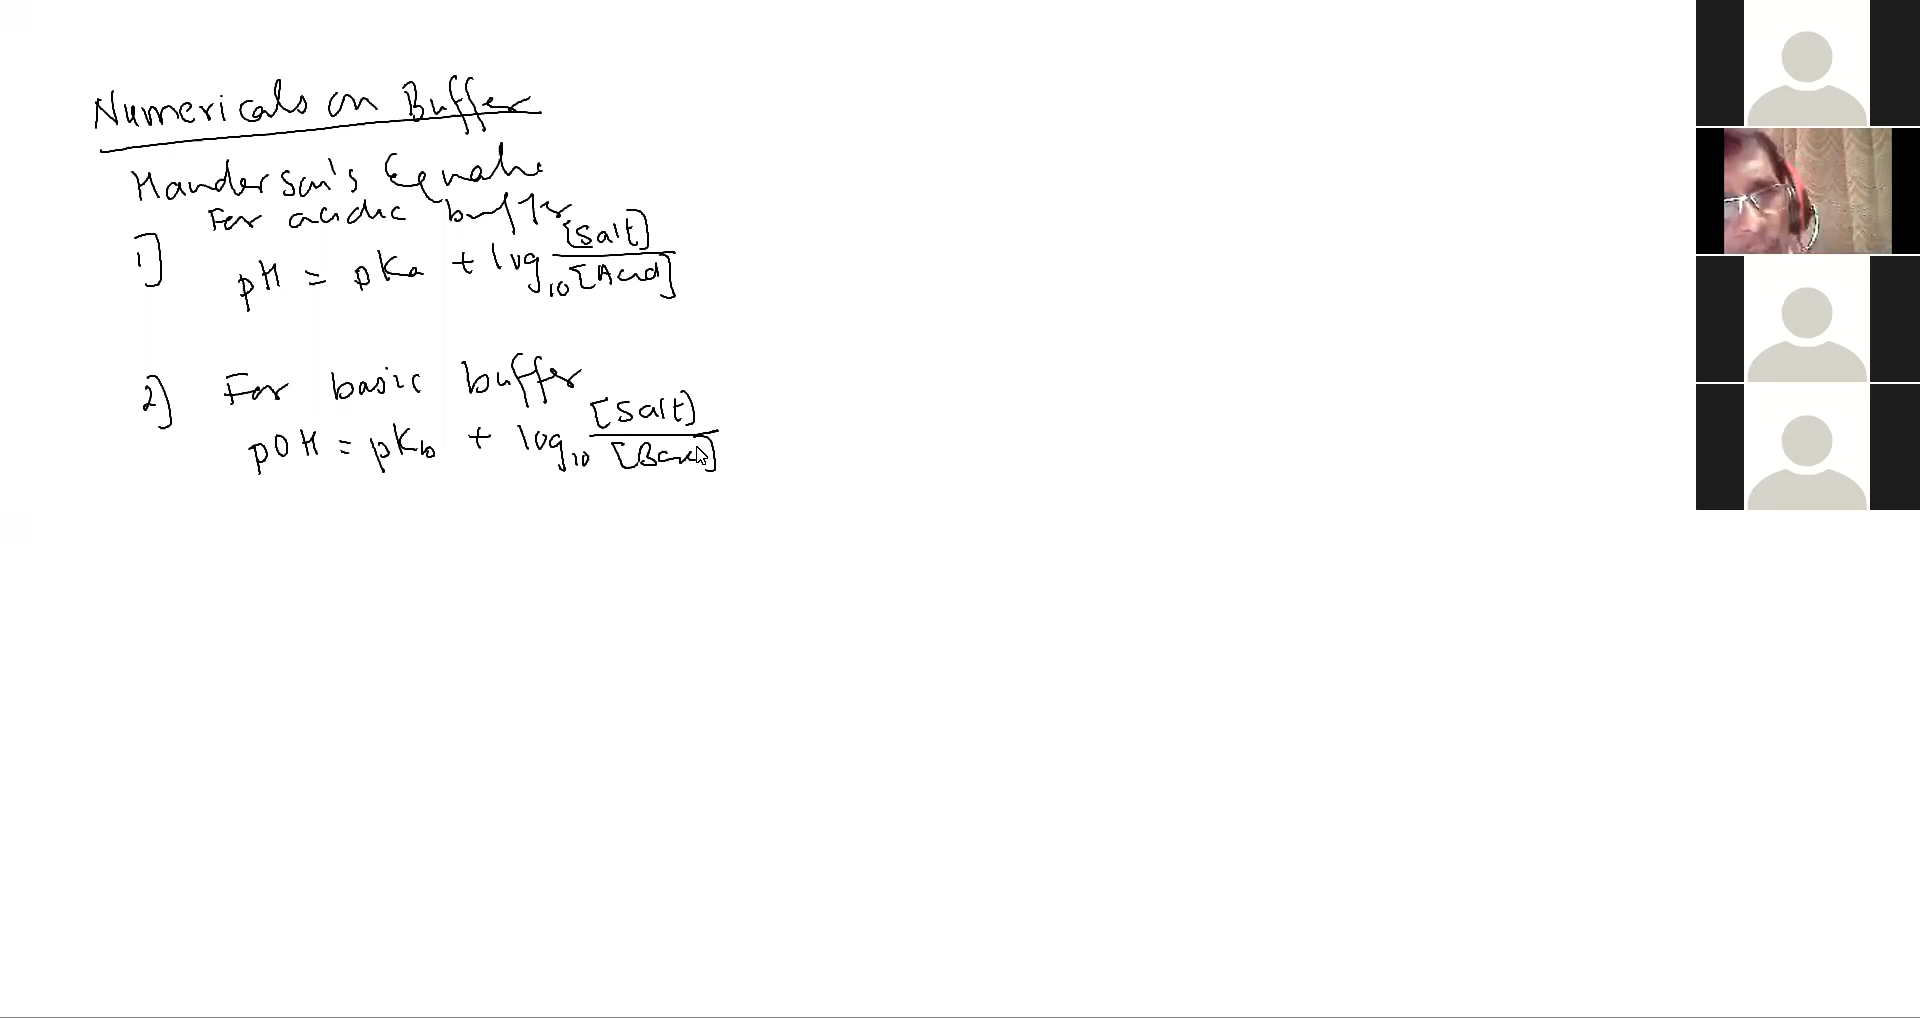 Numericals on Buffer
Handerson's Equatn
For acidic buffer
1] pH = pKa + log10 [Salt]/[Acid]
2] For basic buffer
pOH = pKb + log10 [Salt]/[Base]